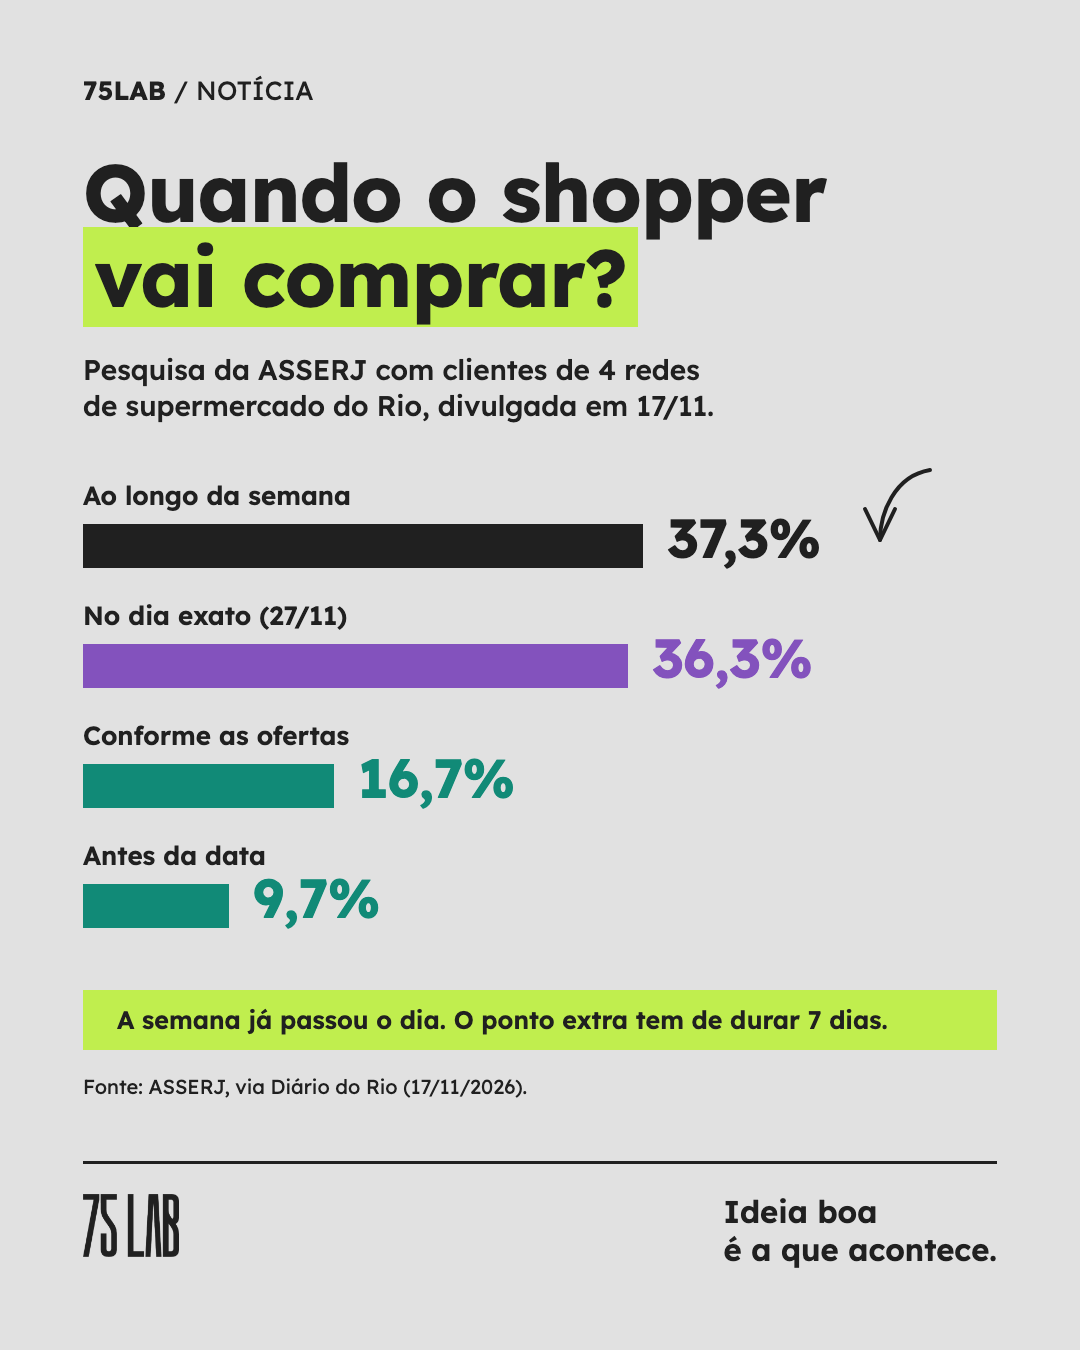 75LAB / NOTÍCIA
Quando o shopper
vai comprar?
Pesquisa da ASSERJ com clientes de 4 redes
de supermercado do Rio, divulgada em 17/11.
Ao longo da semana
37,3%
No dia exato (27/11)
36,3%
Conforme as ofertas
16,7%
Antes da data
9,7%
A semana já passou o dia. O ponto extra tem de durar 7 dias.
Fonte: ASSERJ, via Diário do Rio (17/11/2026).
75 LAB
Ideia boa
é a que acontece.